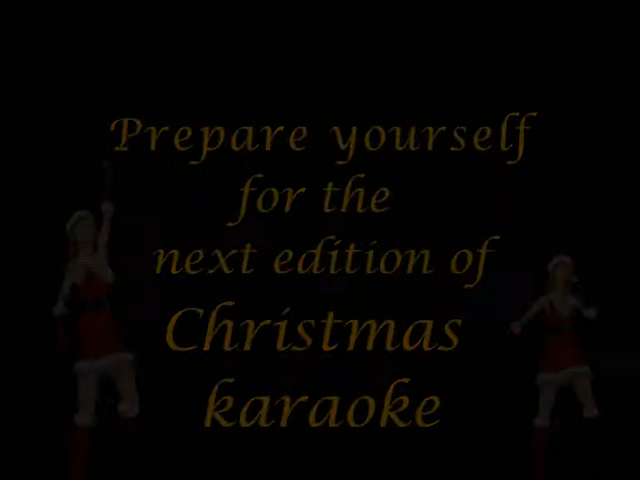 Prepare yourself
for the
next edition of
Christmas
karaoke